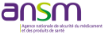 ansm
Agence nationale de sécurité du médicament
et des produits de santé